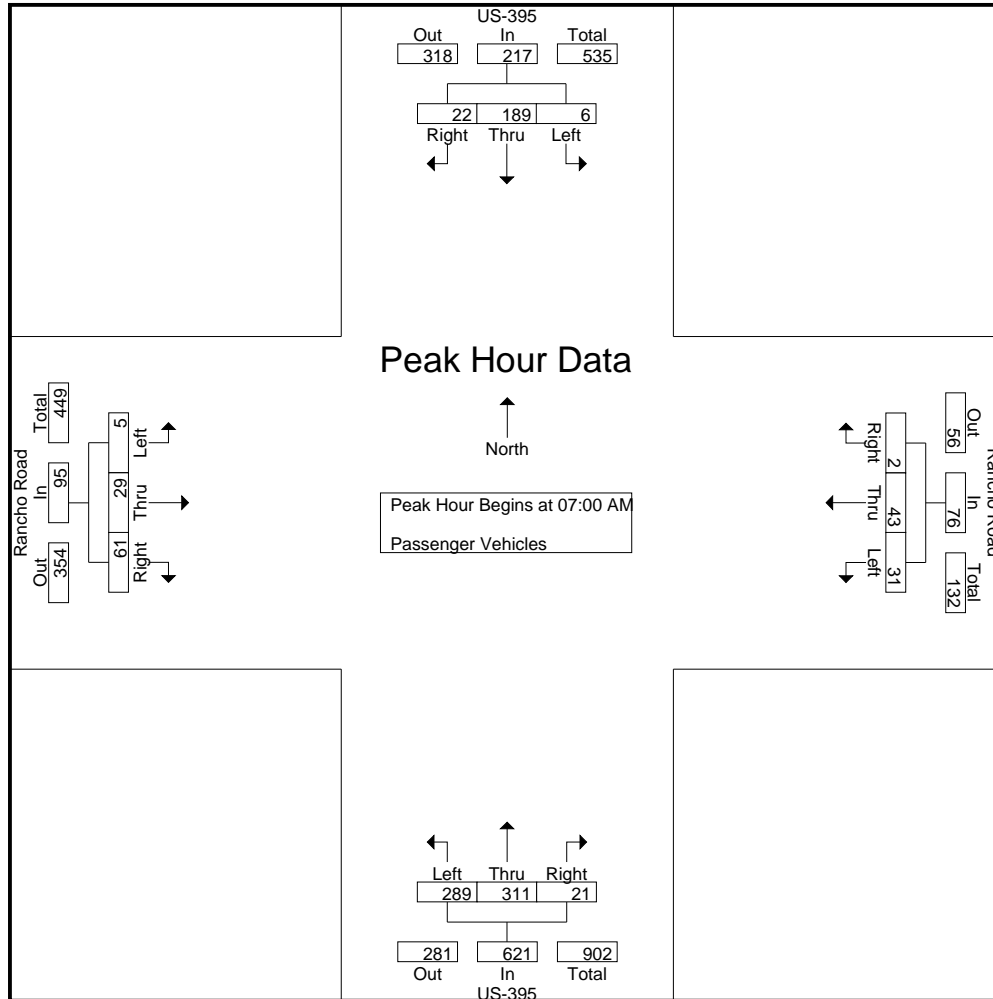 US-395
Out In Total
318 217 535
22 189 6
Right Thru Left
Peak Hour Data
North
Peak Hour Begins at 07:00 AM
Passenger Vehicles
Rancho Road
Total In Out
449 95 354
5 29 61
Left Thru Right
Rancho Road
Out In Total
56 76 132
2 43 31
Right Thru Left
Left Thru Right
289 311 21
281 621 902
Out In Total
US-395